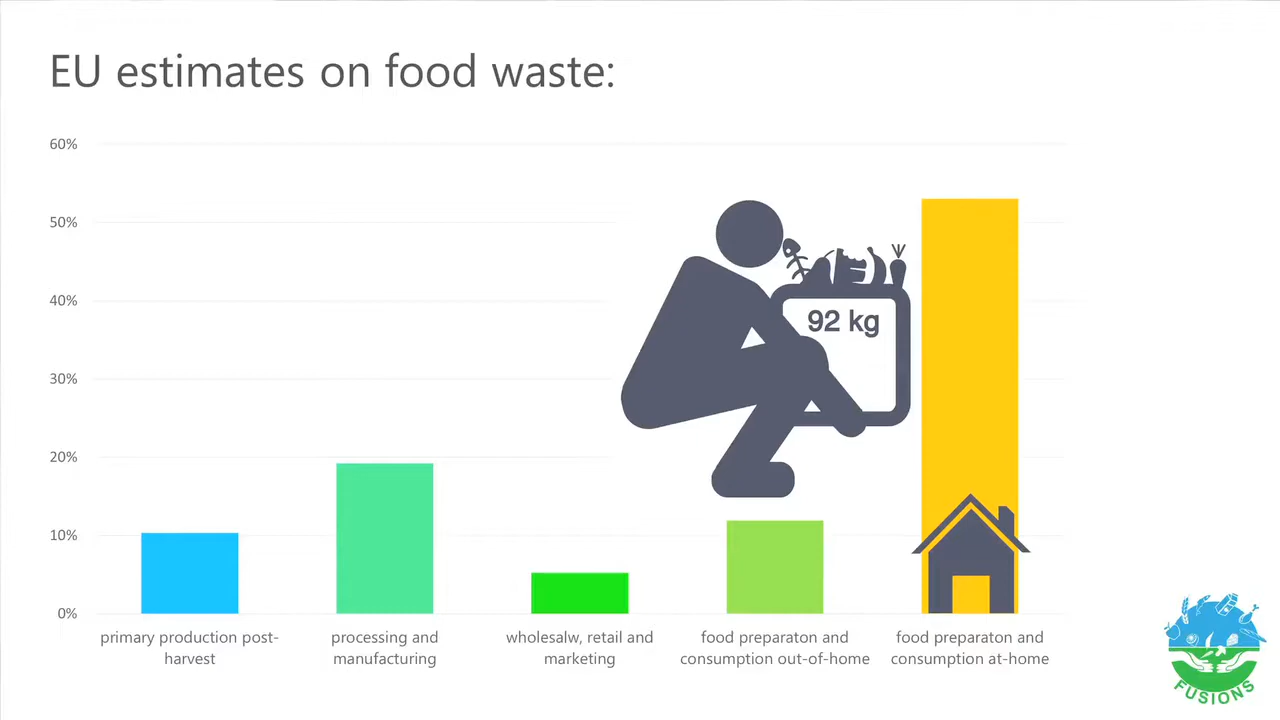 EU estimates on food waste:
60%
50%
40%
30%
20%
10%
0%
92 kg
primary production post-
harvest
processing and
manufacturing
wholesalw, retail and
marketing
food preparaton and
consumption out-of-home
food preparaton and
consumption at-home
FUSIONS